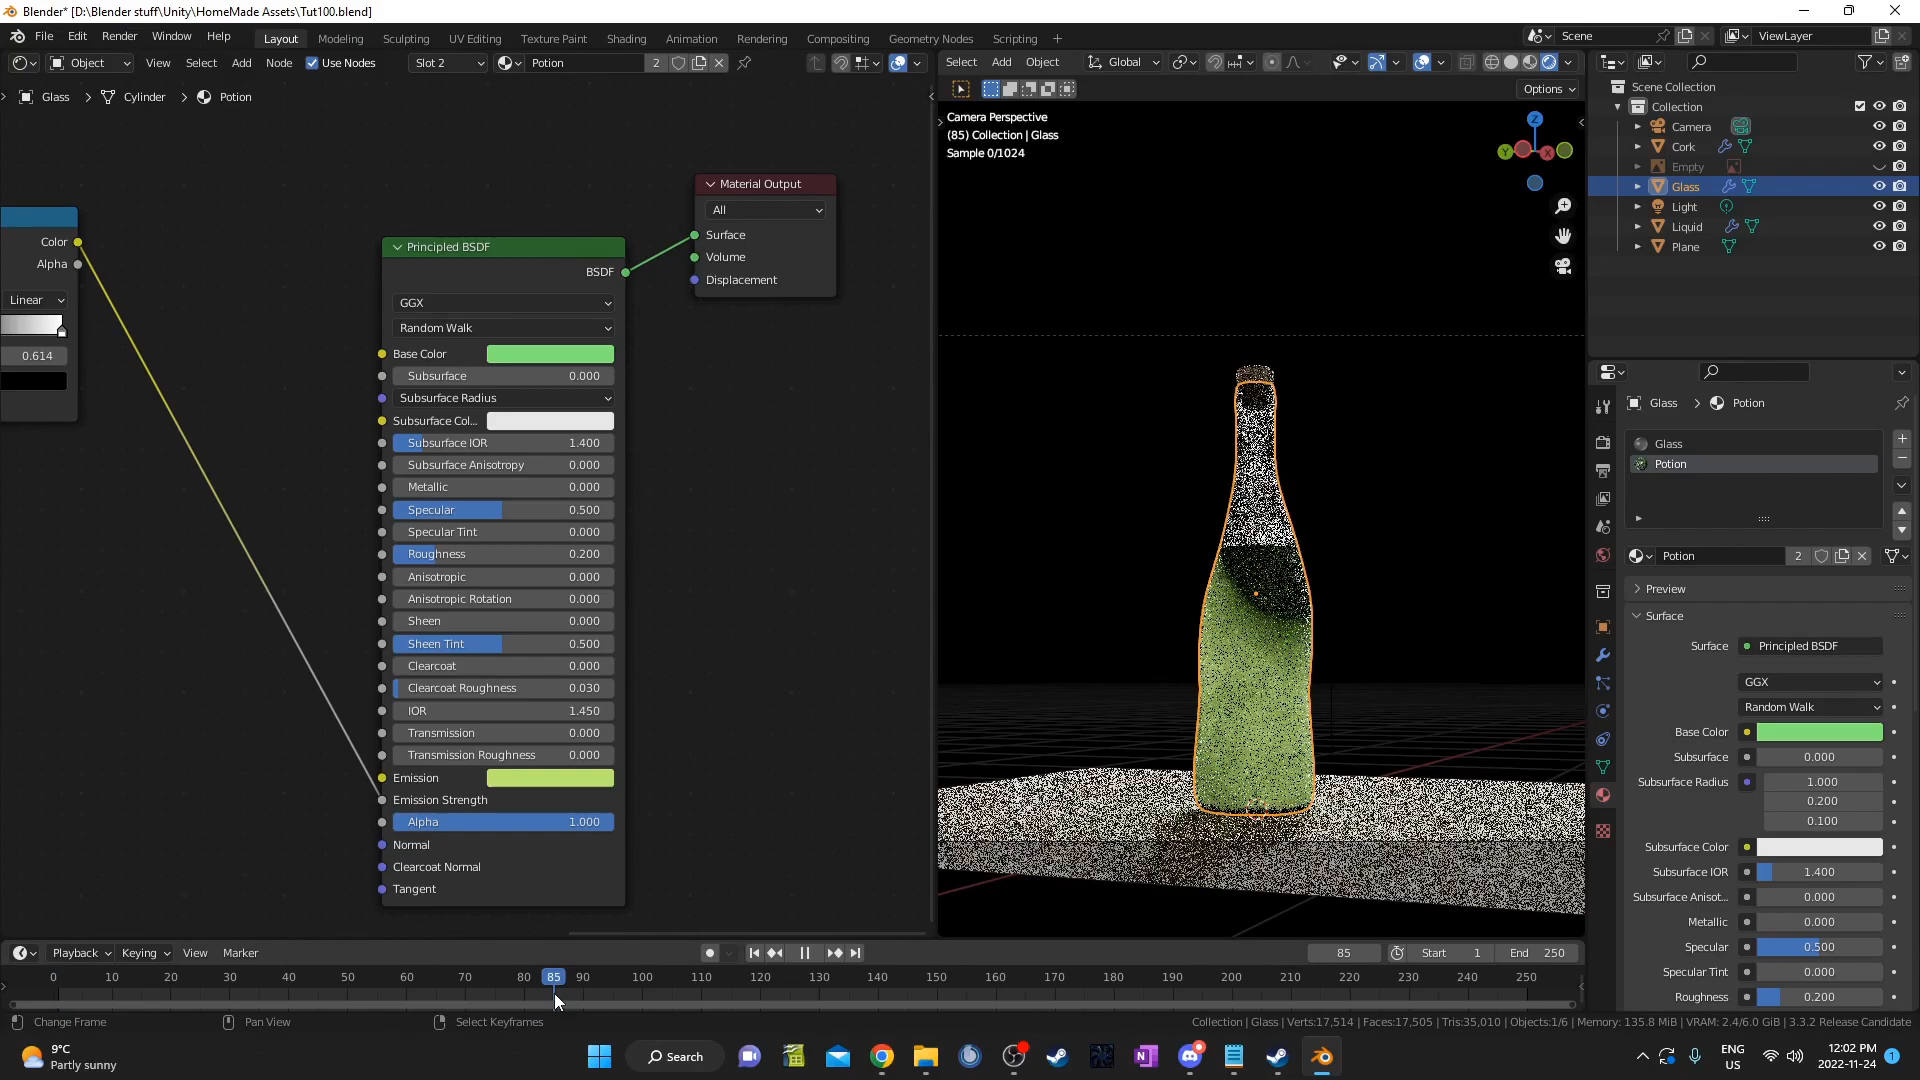 Blender* [D:\Blender stuff\Unity\HomeMade Assets\Tut100.blend]
File Edit Render Window Help Layout Modeling Sculpting UV Editing Texture Paint Shading Animation Rendering Compositing Geometry Nodes Scripting + Scene ViewLayer
Object View Select Add Node Use Nodes Slot 2 Potion 2
Select Add Object Global
Options
Glass > Cylinder > Potion
Color
Alpha
Linear
0.614
Principled BSDF
BSDF
GGX
Random Walk
Base Color
Subsurface 0.000
Subsurface Radius
Subsurface Col...
Subsurface IOR 1.400
Subsurface Anisotropy 0.000
Metallic 0.000
Specular 0.500
Specular Tint 0.000
Roughness 0.200
Anisotropic 0.000
Anisotropic Rotation 0.000
Sheen 0.000
Sheen Tint 0.500
Clearcoat 0.000
Clearcoat Roughness 0.030
IOR 1.450
Transmission 0.000
Transmission Roughness 0.000
Emission
Emission Strength
Alpha 1.000
Normal
Clearcoat Normal
Tangent
Material Output
All
Surface
Volume
Displacement
Camera Perspective
(85) Collection | Glass
Sample 0/1024
Z
Y X
Scene Collection
Collection
Camera
Cork
Empty
Glass
Light
Liquid
Plane
Glass > Potion
Glass
Potion
Potion 2
Preview
Surface
Surface Principled BSDF
GGX
Random Walk
Base Color
Subsurface 0.000
Subsurface Radius 1.000
0.200
0.100
Subsurface Color
Subsurface IOR 1.400
Subsurface Anisot... 0.000
Metallic 0.000
Specular 0.500
Specular Tint 0.000
Roughness 0.200
Playback Keying View Marker 85 Start 1 End 250
0 10 20 30 40 50 60 70 80 85 90 100 110 120 130 140 150 160 170 180 190 200 210 220 230 240 250
Change Frame Pan View Select Keyframes Collection | Glass | Verts:17,514 | Faces:17,505 | Tris:35,010 | Objects:1/6 | Memory: 135.8 MiB | VRAM: 2.4/6.0 GiB | 3.3.2 Release Candidate
9°C
Partly sunny
Search
N
ENG
US
12:02 PM
2022-11-24
1